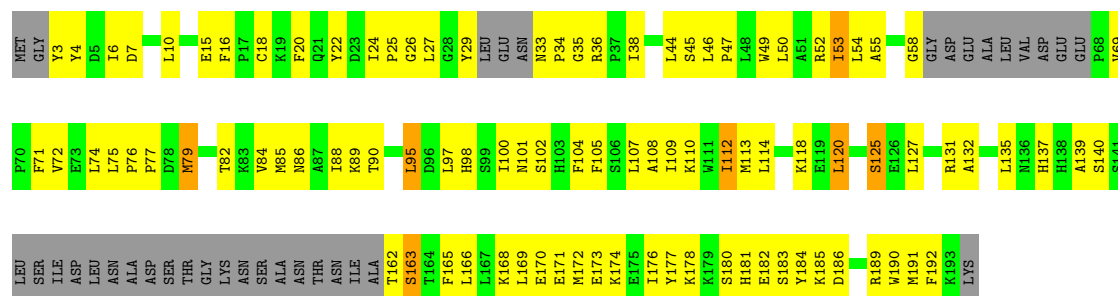 MET GLY Y3 Y4 D5 I6 D7 L10 E15 F16 P17 C18 K19 F20 Q21 Y22 D23 I24 P25 G26 L27 G28 Y29 LEU GLU ASN N33 P34 G35 R36 P37 I38 L44 S45 L46 P47 L48 W49 L50 A51 R52 I53 L54 A55 G58 GLY ASP GLU ALA LEU VAL ASP GLU GLU P68 V69
P70 F71 V72 E73 L74 L75 P76 P77 D78 M79 T82 K83 V84 M85 N86 A87 I88 K89 T90 L95 D96 L97 H98 S99 I100 N101 S102 H103 F104 F105 S106 L107 A108 I109 K110 W111 I112 M113 L114 K118 E119 L120 S125 E126 L127 R131 A132 L135 N136 H137 H138 A139 S140 S141
LEU SER ILE ASP LEU ASN ALA ASP SER THR GLY LYS ASN SER ALA ASN THR ASN ILE ALA T162 S163 T164 F165 L166 L167 K168 L169 E170 E171 M172 E173 K174 E175 I176 Y177 K178 K179 S180 H181 E182 S183 Y184 K185 D186 R189 W190 M191 F192 K193 LYS